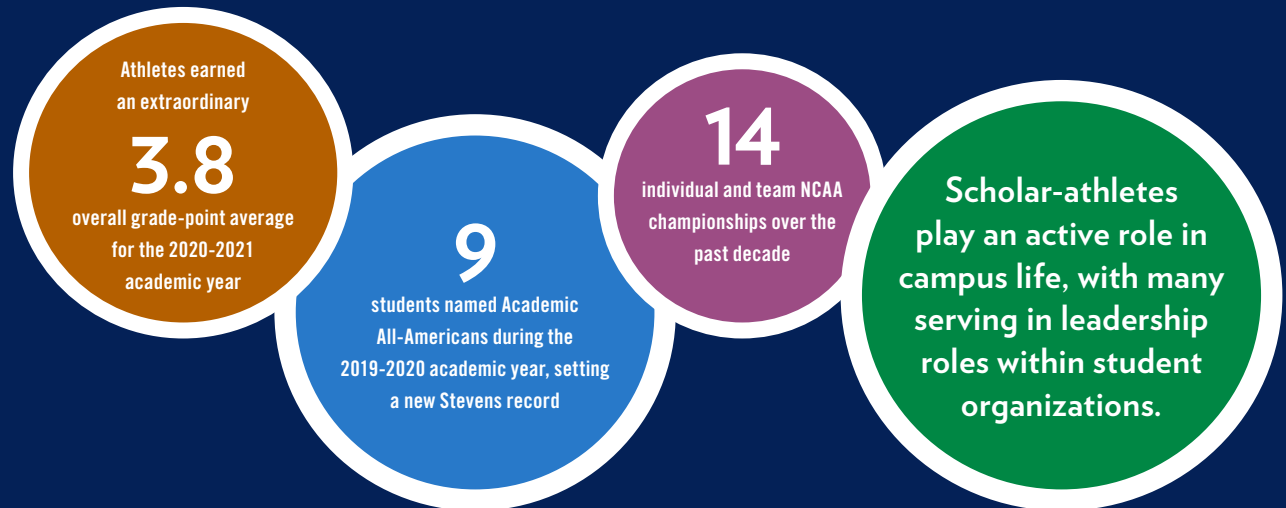 Athletes earned
an extraordinary
3.8
overall grade-point average
for the 2020-2021
academic year
9
students named Academic
All-Americans during the
2019-2020 academic year, setting
a new Stevens record
14
individual and team NCAA
championships over the
past decade
Scholar-athletes
play an active role in
campus life, with many
serving in leadership
roles within student
organizations.